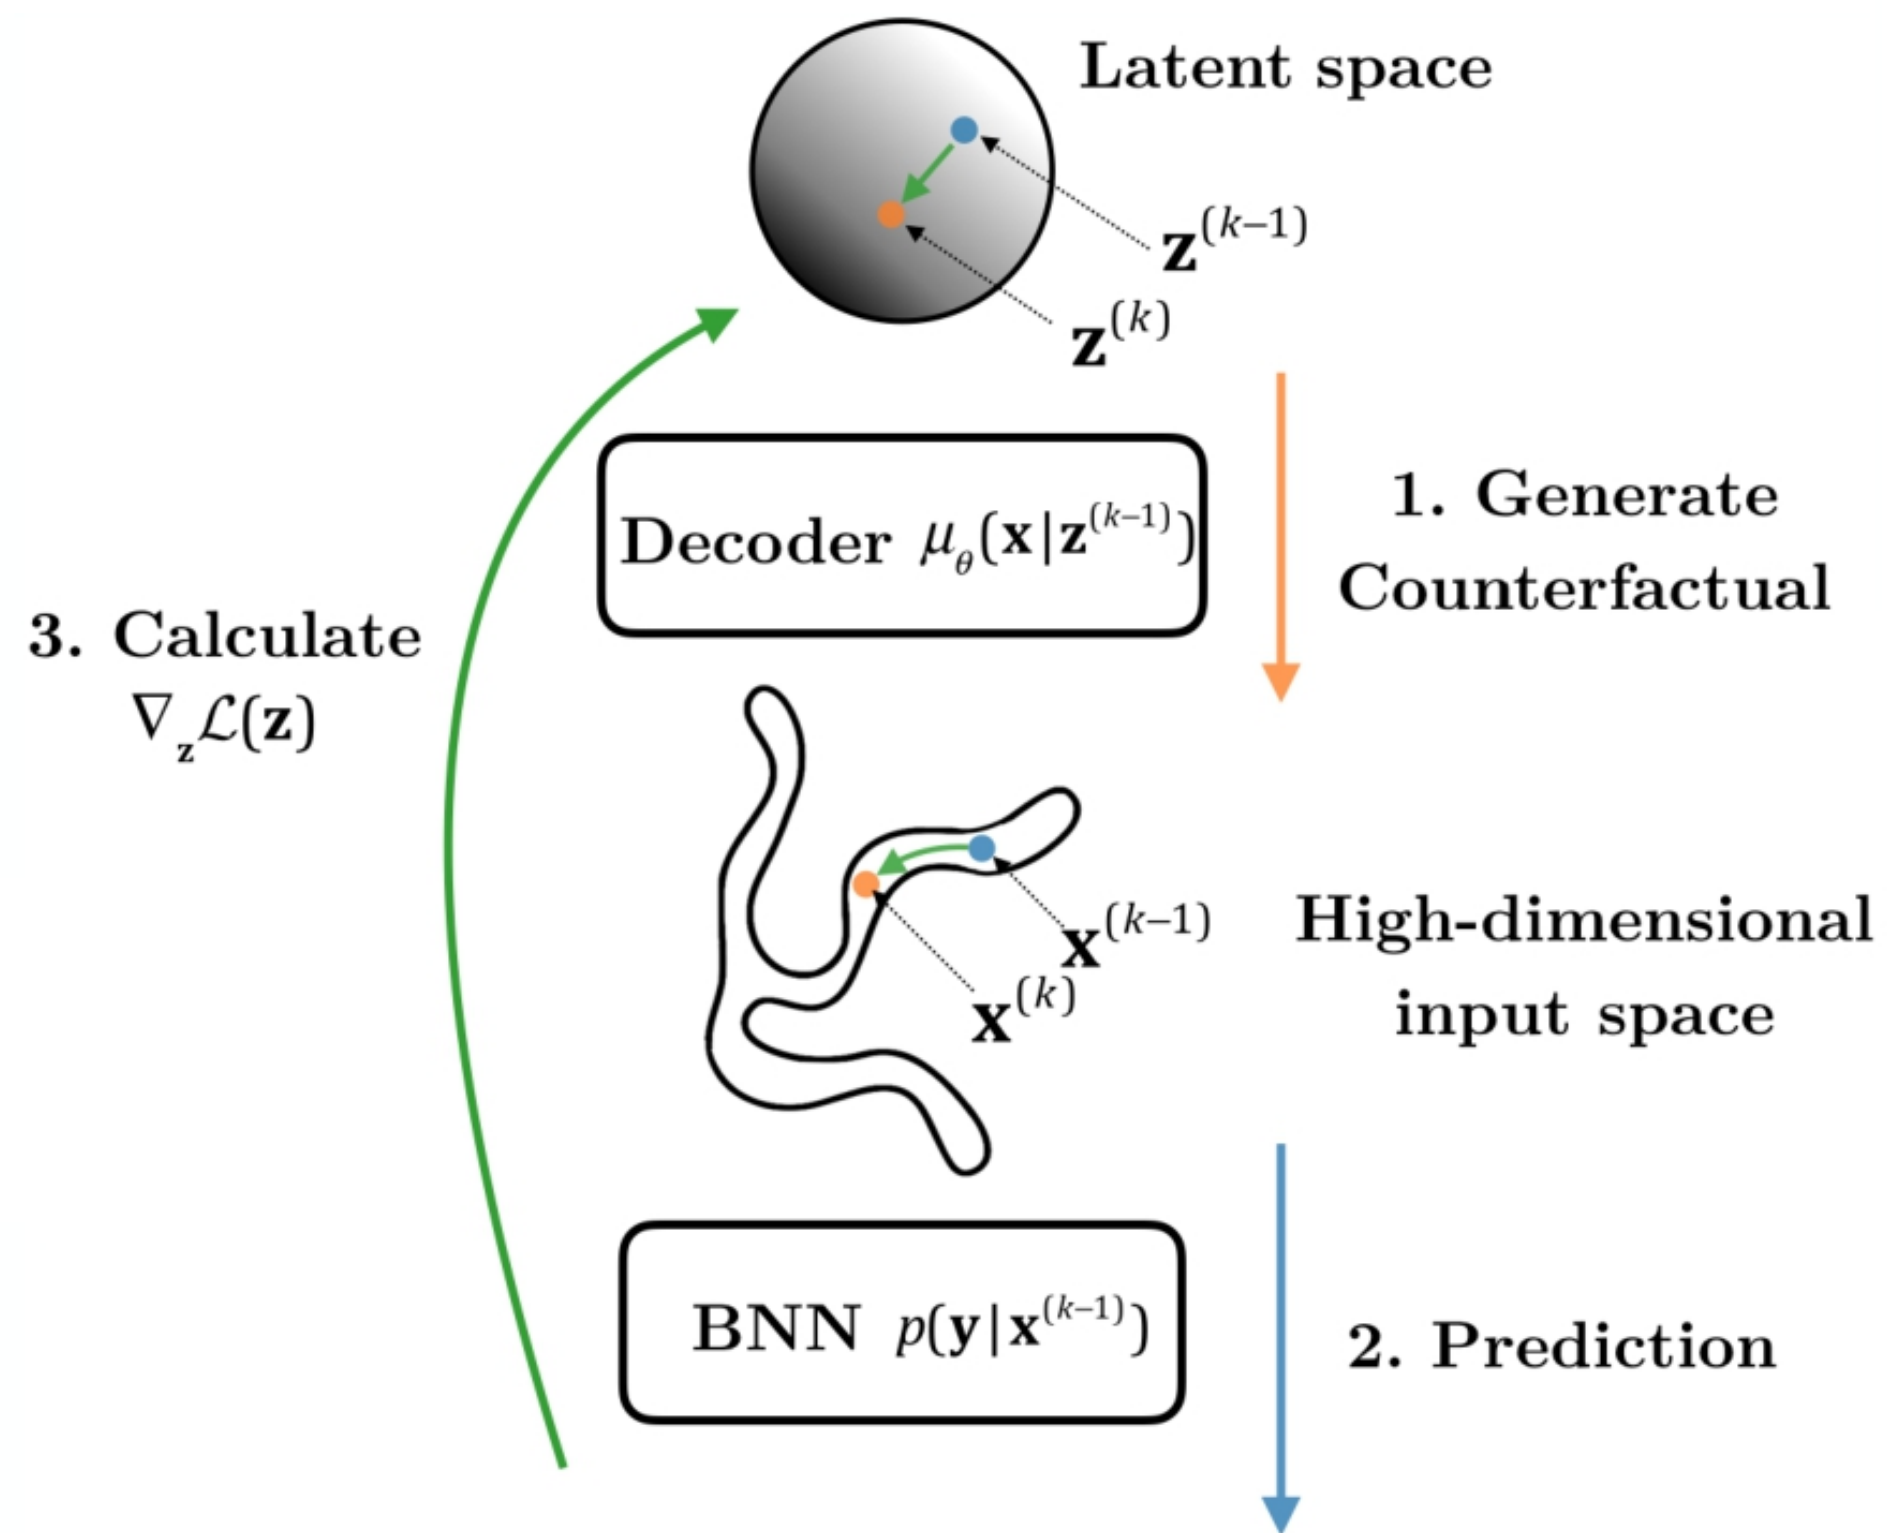 Latent space
z^(k–1)
z^(k)
Decoder μ_θ(x|z^(k–1))
1. Generate
Counterfactual
3. Calculate
∇_z ℒ(z)
x^(k–1)
x^(k)
High-dimensional
input space
BNN p(y|x^(k–1))
2. Prediction